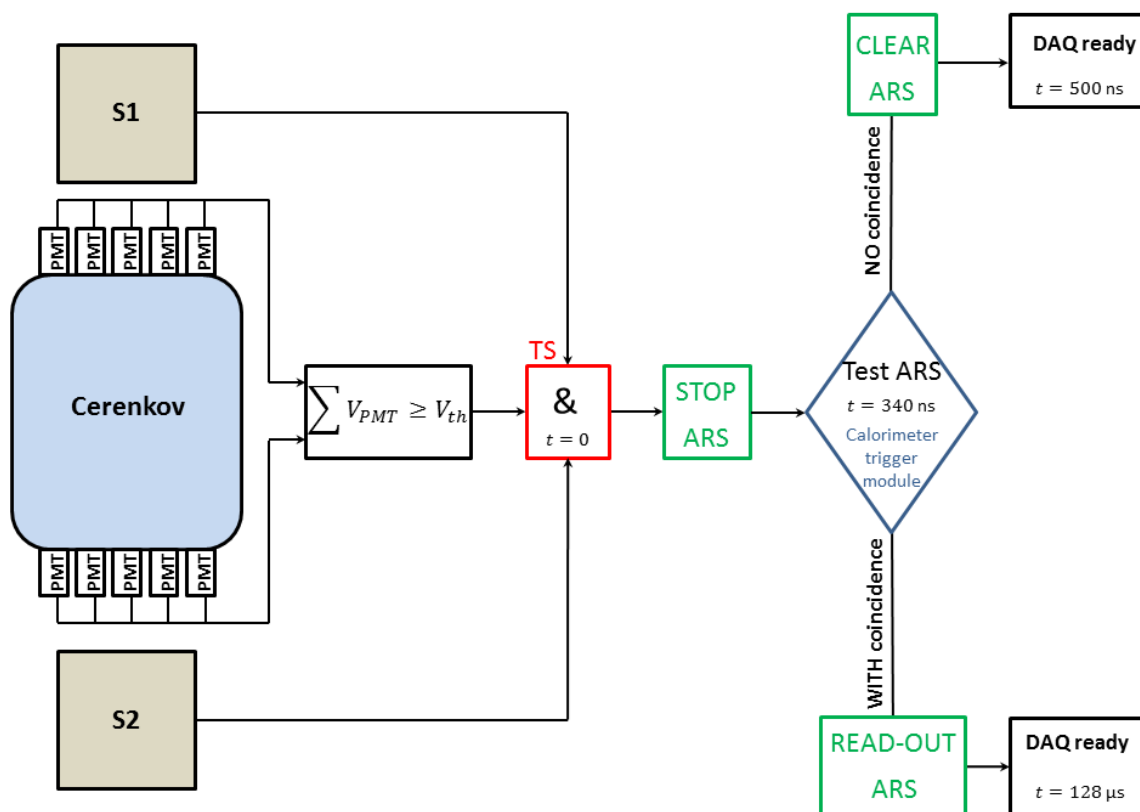 S1
PMT
PMT
PMT
PMT
PMT
Cerenkov
PMT
PMT
PMT
PMT
PMT
S2
∑ V_PMT ≥ V_th
TS
&
t = 0
STOP
ARS
Test ARS
t = 340 ns
Calorimeter
trigger
module
NO coincidence
CLEAR
ARS
DAQ ready
t = 500 ns
WITH coincidence
READ-OUT
ARS
DAQ ready
t = 128 μs